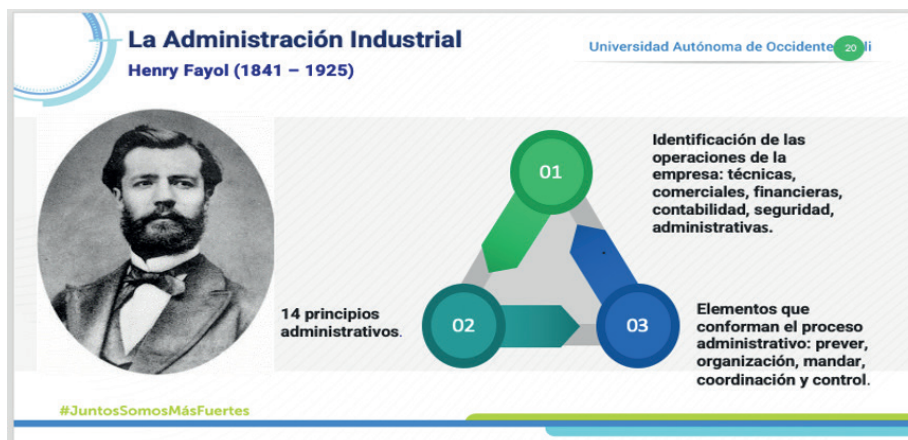 La Administración Industrial
Henry Fayol (1841 – 1925)
Universidad Autónoma de Occidente
20
li
01
Identificación de las
operaciones de la
empresa: técnicas,
comerciales, financieras,
contabilidad, seguridad,
administrativas.
14 principios
administrativos.
02
03
Elementos que
conforman el proceso
administrativo: prever,
organización, mandar,
coordinación y control.
#JuntosSomosMásFuertes